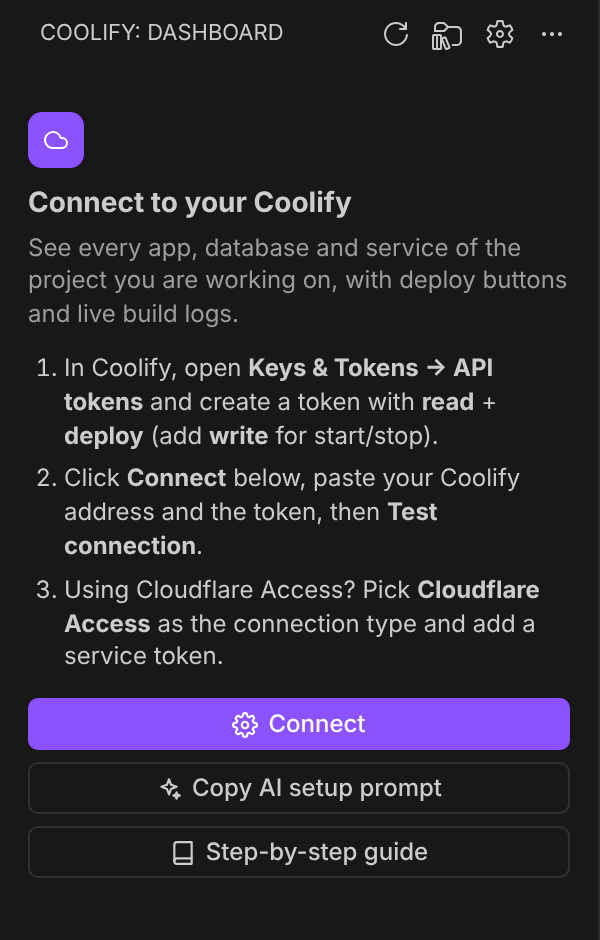 COOLIFY: DASHBOARD
Connect to your Coolify
See every app, database and service of the
project you are working on, with deploy buttons
and live build logs.
1. In Coolify, open Keys & Tokens → API
tokens and create a token with read +
deploy (add write for start/stop).
2. Click Connect below, paste your Coolify
address and the token, then Test
connection.
3. Using Cloudflare Access? Pick Cloudflare
Access as the connection type and add a
service token.
Connect
Copy AI setup prompt
Step-by-step guide